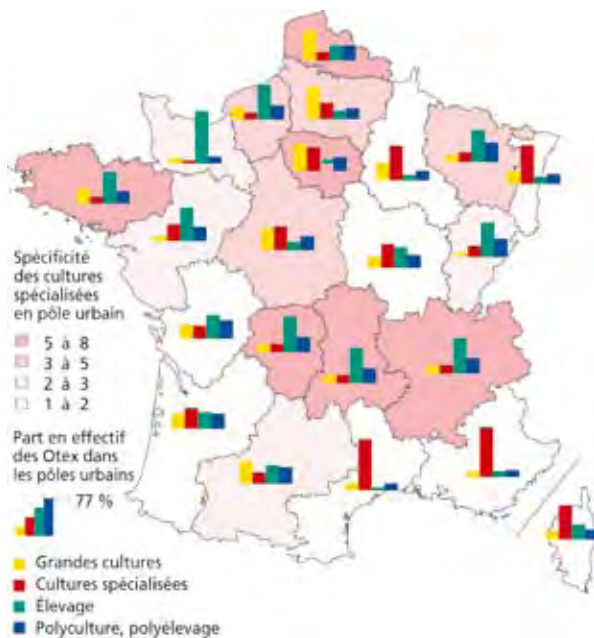 Spécificité
des cultures
spécialisées
en pôle urbain
5 à 8
3 à 5
2 à 3
1 à 2
Part en effectif
des Otex dans
les pôles urbains
77 %
Grandes cultures
Cultures spécialisées
Élevage
Polyculture, polyélevage